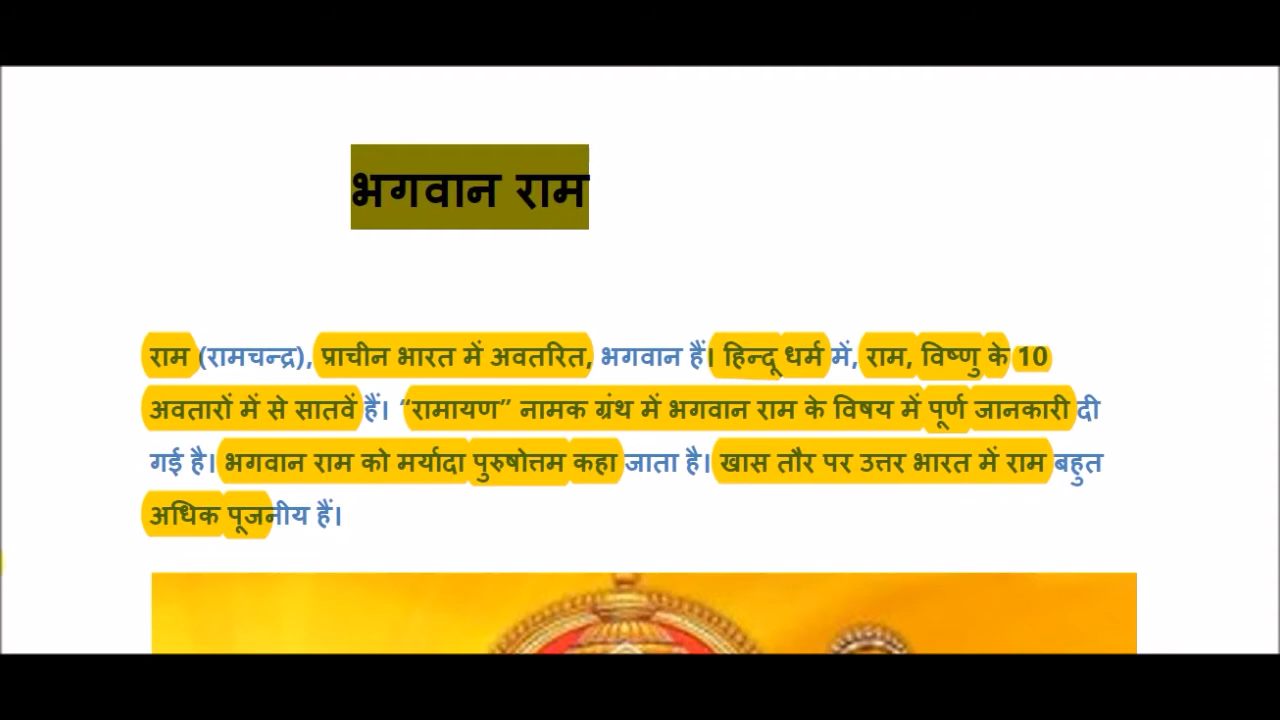 भगवान राम
राम (रामचन्द्र), प्राचीन भारत में अवतरित, भगवान हैं। हिन्दू धर्म में, राम, विष्णु के 10
अवतारों में से सातवें हैं। “रामायण” नामक ग्रंथ में भगवान राम के विषय में पूर्ण जानकारी दी
गई है। भगवान राम को मर्यादा पुरुषोत्तम कहा जाता है। खास तौर पर उत्तर भारत में राम बहुत
अधिक पूजनीय हैं।